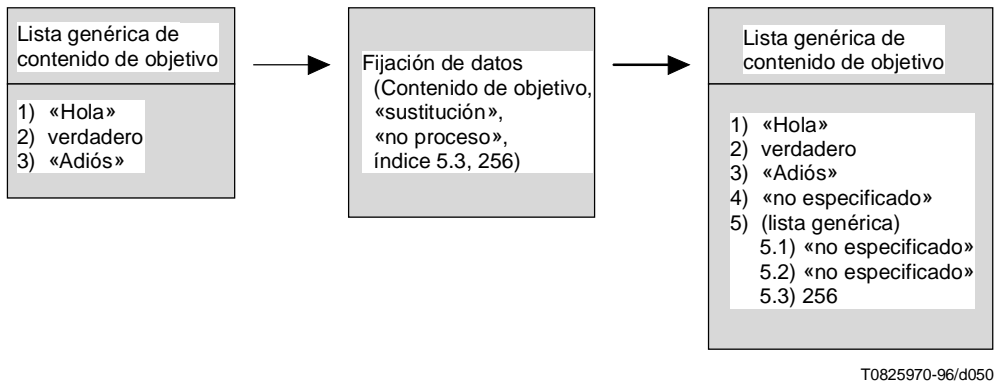 Lista genérica de
contenido de objetivo
1) «Hola»
2) verdadero
3) «Adiós»
Fijación de datos
(Contenido de objetivo,
«sustitución»,
«no proceso»,
índice 5.3, 256)
Lista genérica de
contenido de objetivo
1) «Hola»
2) verdadero
3) «Adiós»
4) «no especificado»
5) (lista genérica)
5.1) «no especificado»
5.2) «no especificado»
5.3) 256
T0825970-96/d050